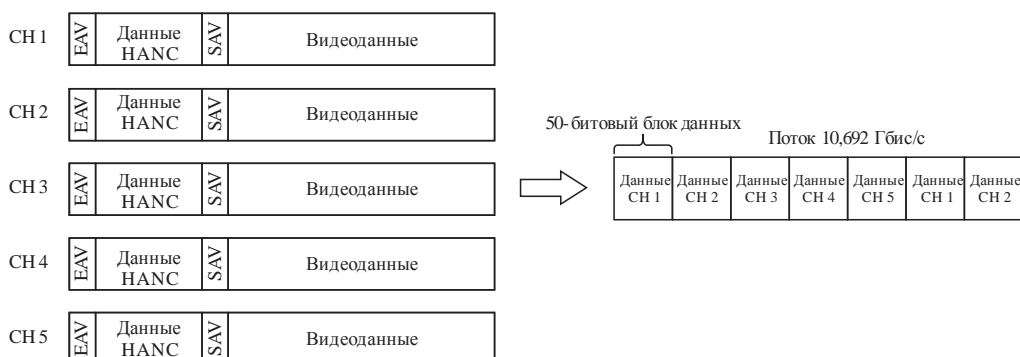 CH 1
EAV
Данные
HANC
SAV
Видеоданные
CH 2
EAV
Данные
HANC
SAV
Видеоданные
CH 3
EAV
Данные
HANC
SAV
Видеоданные
CH 4
EAV
Данные
HANC
SAV
Видеоданные
CH 5
EAV
Данные
HANC
SAV
Видеоданные
50-битовый блок данных
Поток 10,692 Гбис/с
Данные
CH 1
Данные
CH 2
Данные
CH 3
Данные
CH 4
Данные
CH 5
Данные
CH 1
Данные
CH 2